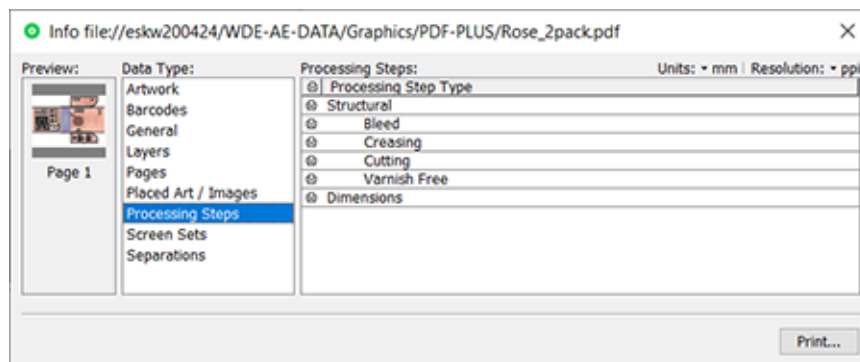 Info file://eskw200424/WDE-AE-DATA/Graphics/PDF-PLUS/Rose_2pack.pdf
Preview:
Page 1
Data Type:
Artwork
Barcodes
General
Layers
Pages
Placed Art / Images
Processing Steps
Screen Sets
Separations
Processing Steps:
Units: mm | Resolution: ppi
Processing Step Type
Structural
Bleed
Creasing
Cutting
Varnish Free
Dimensions
Print...